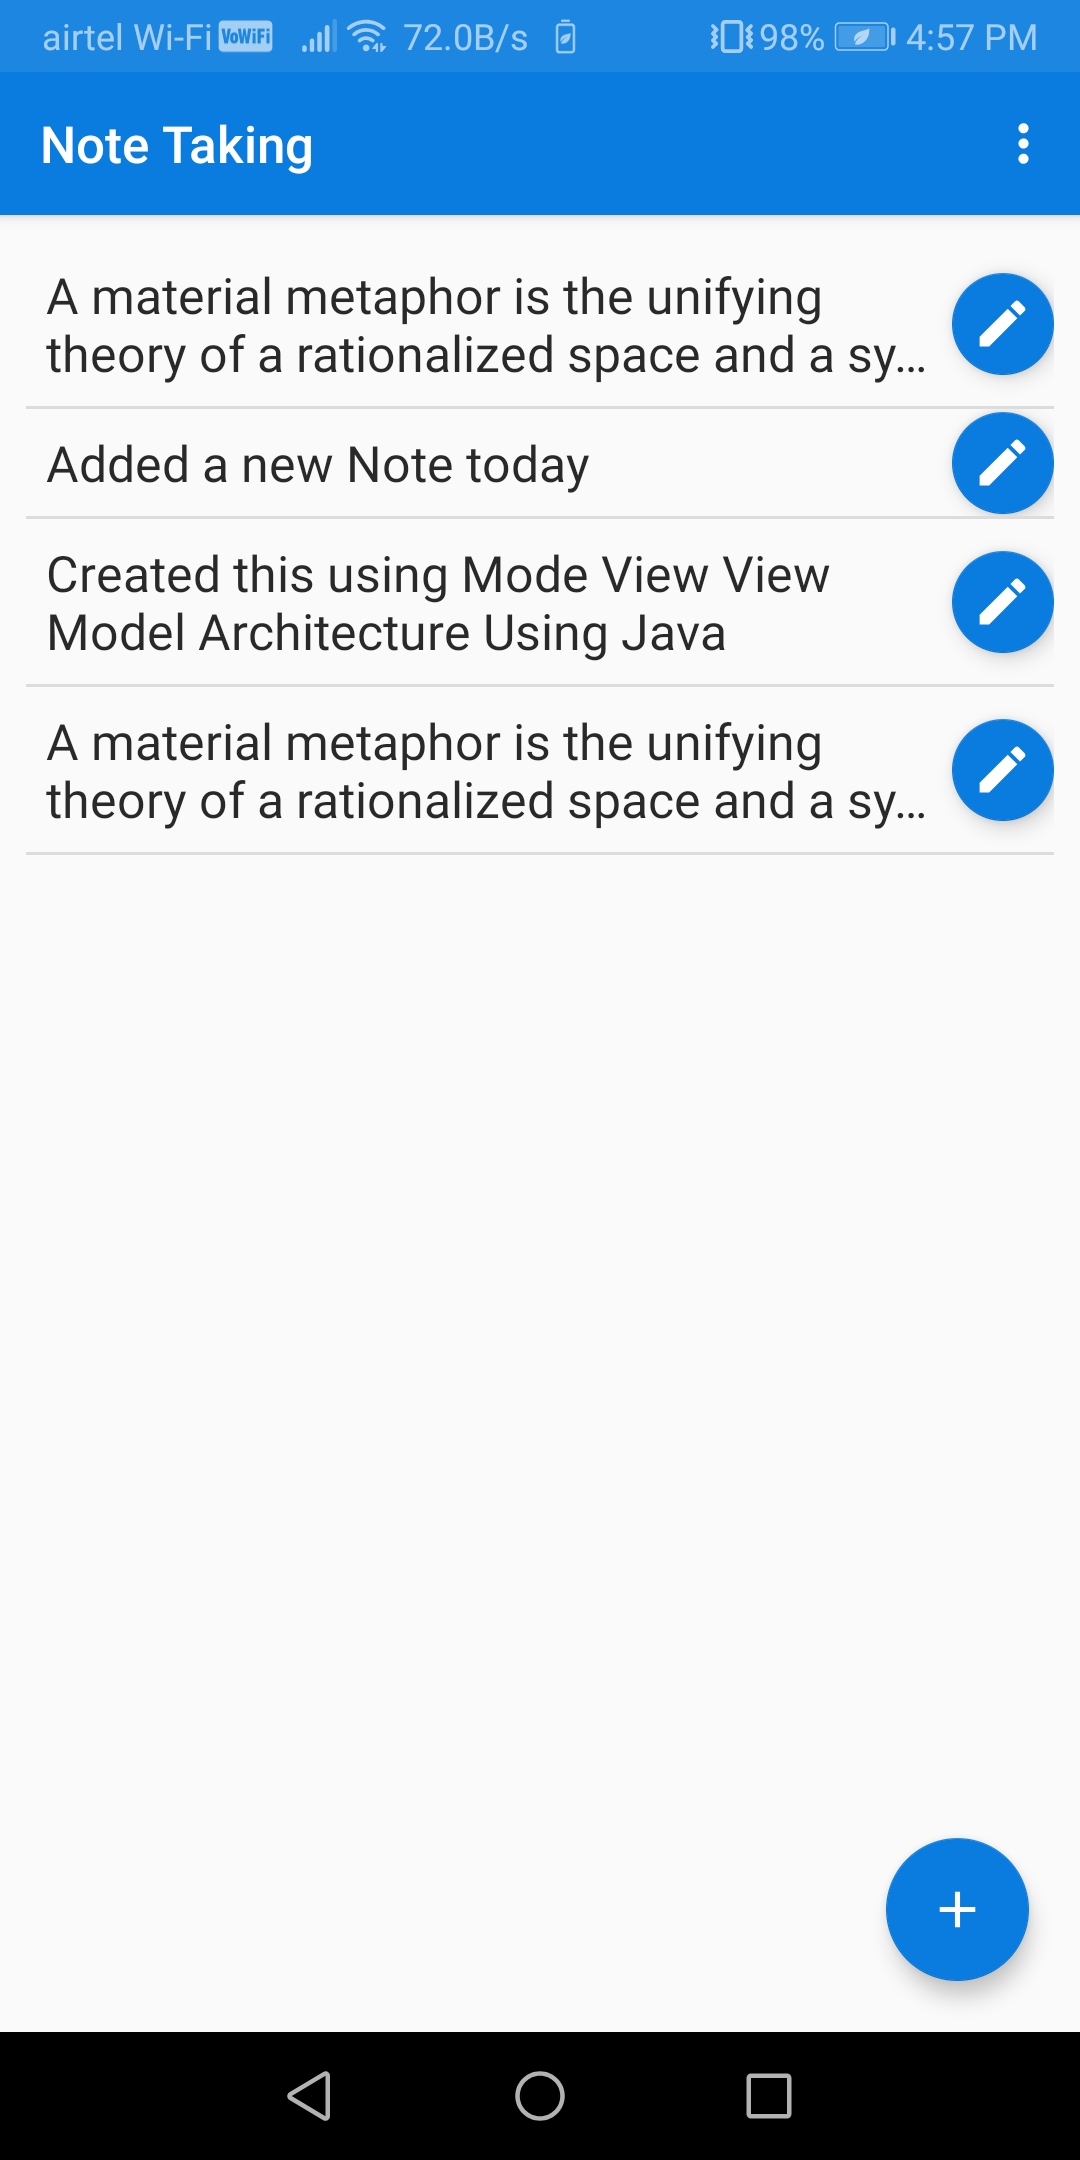 airtel Wi-Fi VoWiFi 72.0B/s 98% 4:57 PM
Note Taking
A material metaphor is the unifying
theory of a rationalized space and a sy...
Added a new Note today
Created this using Mode View View
Model Architecture Using Java
A material metaphor is the unifying
theory of a rationalized space and a sy...